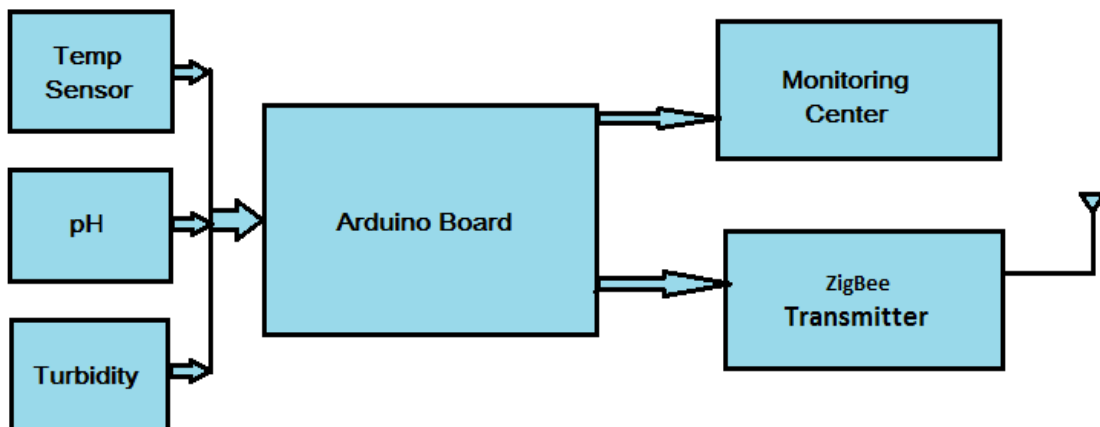 Temp
Sensor
pH
Turbidity
Arduino Board
Monitoring
Center
ZigBee
Transmitter